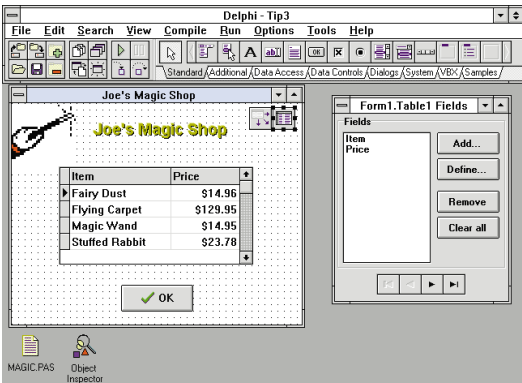 Delphi - Tip3
File Edit Search View Compile Run Options Tools Help
Standard Additional Data Access Data Controls Dialogs System VBX Samples
Joe's Magic Shop
Joe's Magic Shop
Item Price
Fairy Dust $14.96
Flying Carpet $129.95
Magic Wand $14.95
Stuffed Rabbit $23.78
OK
Form1.Table1 Fields
Fields
Item
Price
Add...
Define...
Remove
Clear all
MAGIC.PAS
Object
Inspector